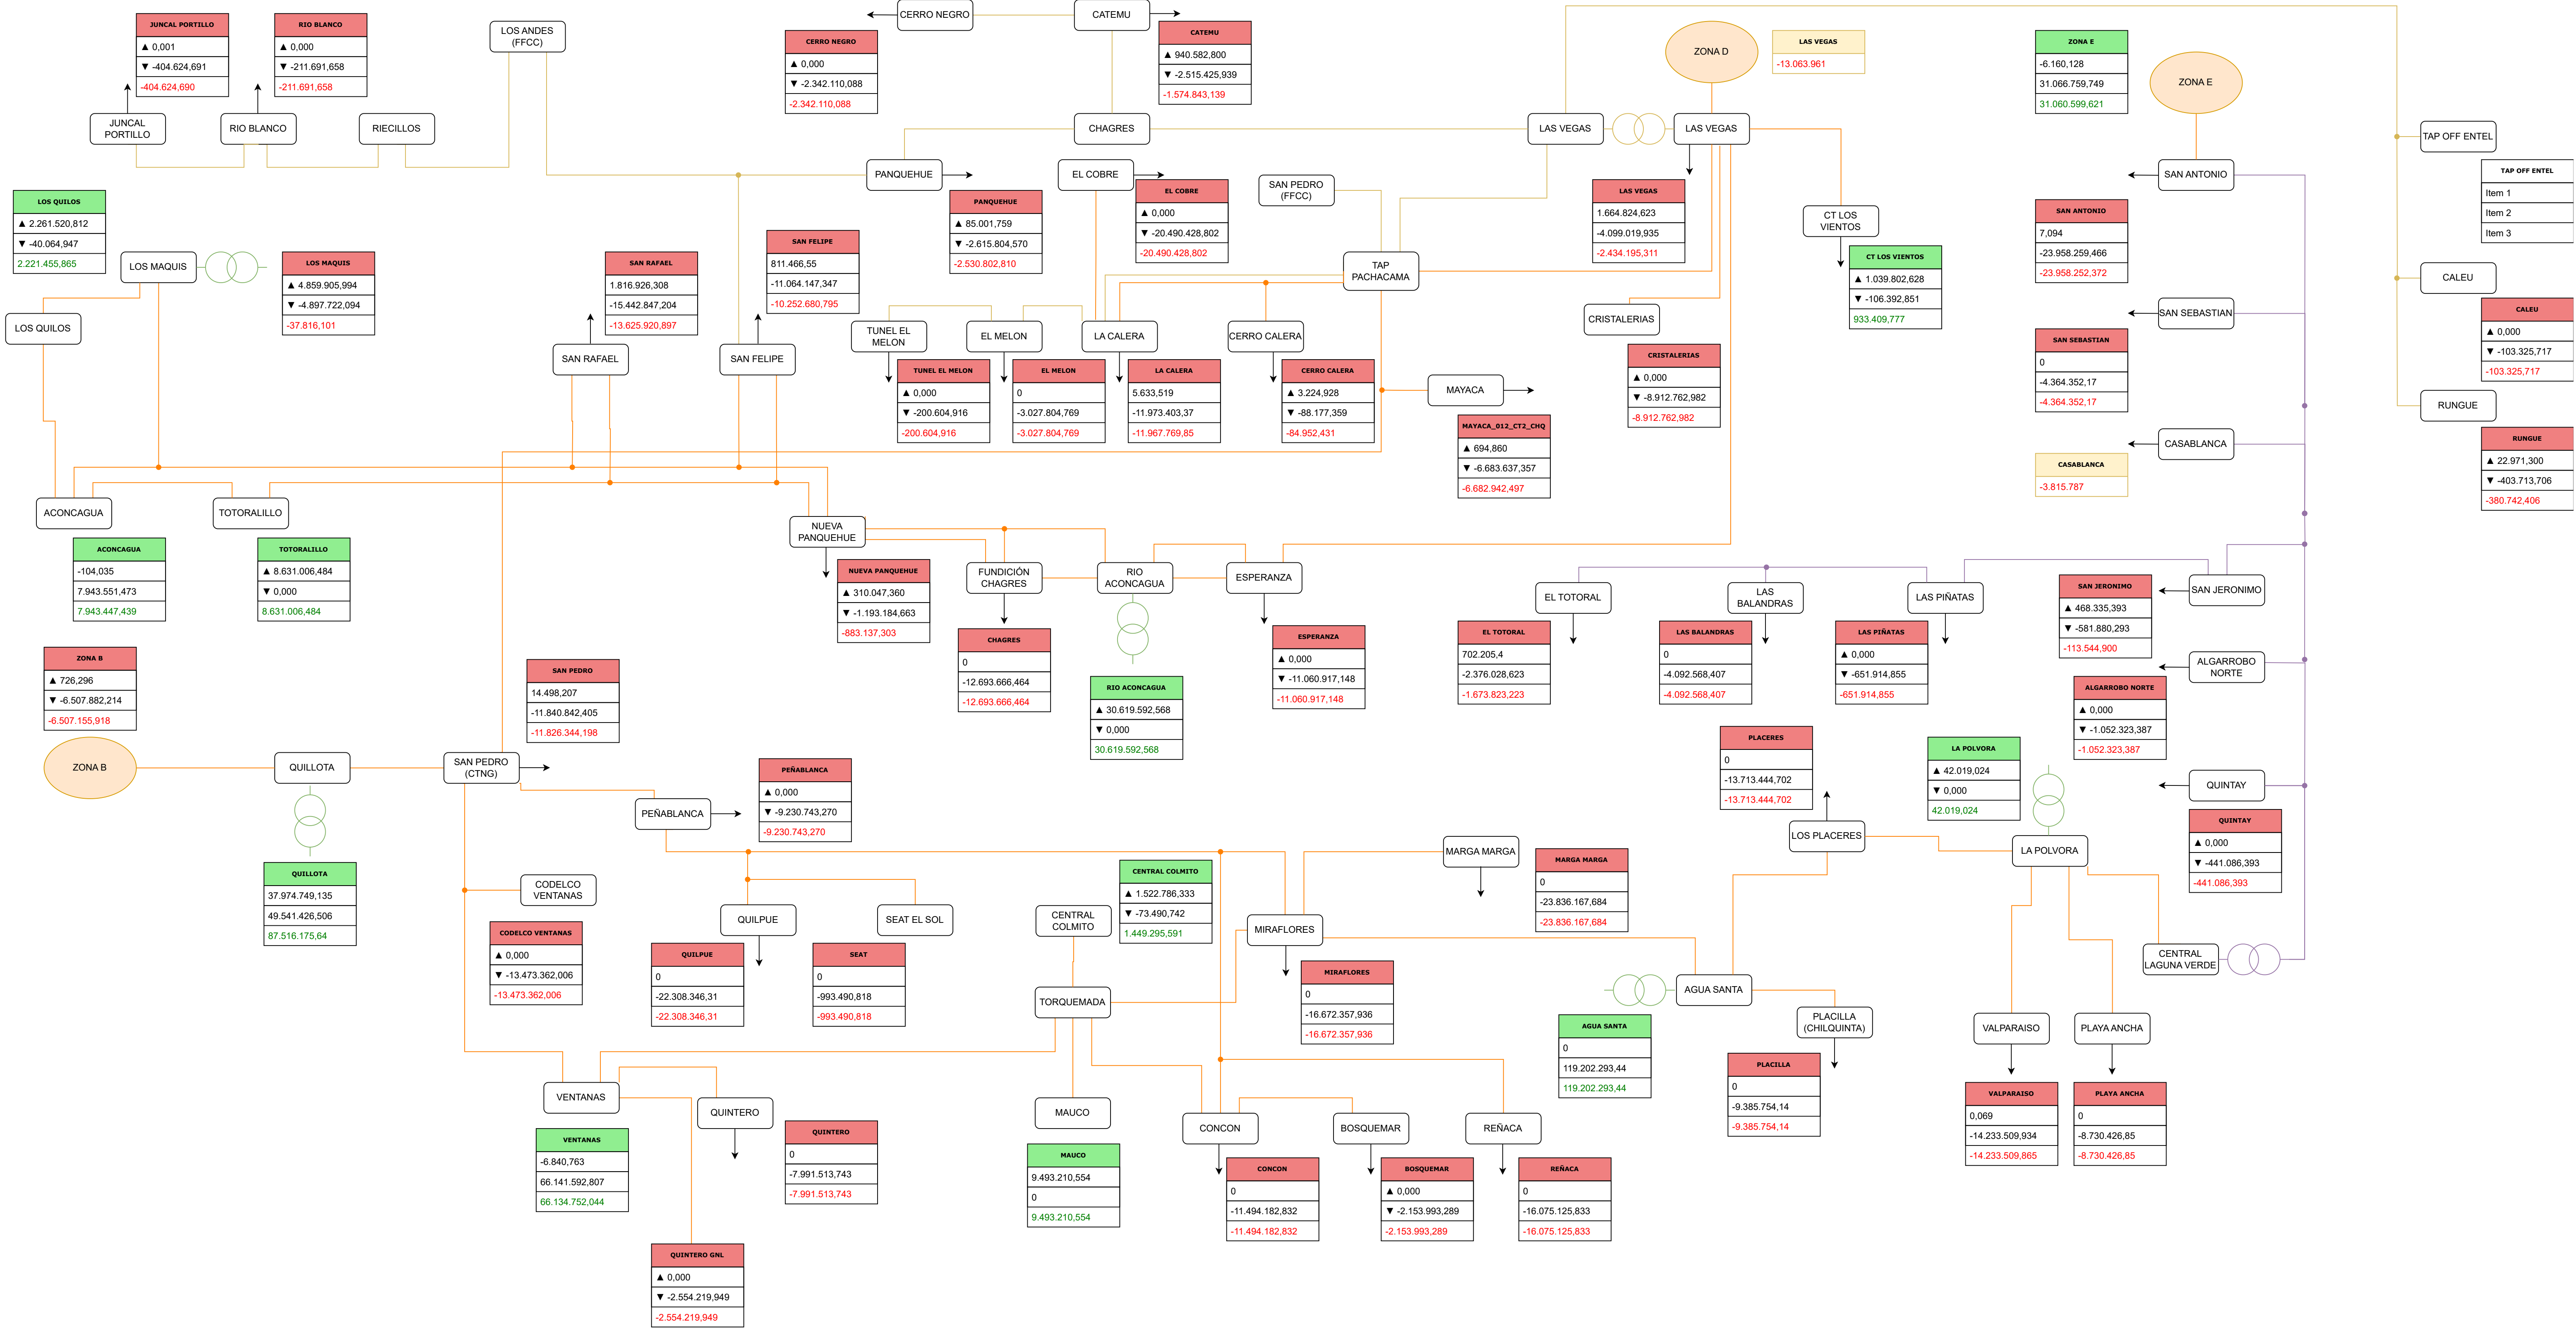 JUNCAL PORTILLO
▲ 0,001
▼ -404.624,691
-404.624,690
RIO BLANCO
▲ 0,000
▼ -211.691,658
-211.691,658
LOS ANDES
(FFCC)
CERRO NEGRO
CATEMU
CERRO NEGRO
▲ 0,000
▼ -2.342.110,088
-2.342.110,088
CATEMU
▲ 940.582,800
▼ -2.515.425,939
-1.574.843,139
ZONA D
LAS VEGAS
-13.063.961
ZONA E
-6.160,128
31.066.759,749
31.060.599,621
ZONA E
JUNCAL
PORTILLO
RIO BLANCO
RIECILLOS
CHAGRES
LAS VEGAS
LAS VEGAS
TAP OFF ENTEL
TAP OFF ENTEL
Item 1
Item 2
Item 3
PANQUEHUE
EL COBRE
SAN PEDRO
(FFCC)
SAN ANTONIO
LOS QUILOS
▲ 2.261.520,812
▼ -40.064,947
2.221.455,865
PANQUEHUE
▲ 85.001,759
▼ -2.615.804,570
-2.530.802,810
EL COBRE
▲ 0,000
▼ -20.490.428,802
-20.490.428,802
LAS VEGAS
1.664.824,623
-4.099.019,935
-2.434.195,311
CT LOS
VIENTOS
SAN ANTONIO
7,094
-23.958.259,466
-23.958.252,372
LOS MAQUIS
LOS MAQUIS
▲ 4.859.905,994
▼ -4.897.722,094
-37.816,101
SAN RAFAEL
1.816.926,308
-15.442.847,204
-13.625.920,897
SAN FELIPE
811.466,55
-11.064.147,347
-10.252.680,795
TAP
PACHACAMA
CT LOS VIENTOS
▲ 1.039.802,628
▼ -106.392,851
933.409,777
CALEU
CALEU
▲ 0,000
▼ -103.325,717
-103.325,717
LOS QUILOS
SAN RAFAEL
SAN FELIPE
TUNEL EL
MELON
EL MELON
LA CALERA
CERRO CALERA
CRISTALERIAS
SAN SEBASTIAN
SAN SEBASTIAN
0
-4.364.352,17
-4.364.352,17
TUNEL EL MELON
▲ 0,000
▼ -200.604,916
-200.604,916
EL MELON
0
-3.027.804,769
-3.027.804,769
LA CALERA
5.633,519
-11.973.403,37
-11.967.769,85
CERRO CALERA
▲ 3.224,928
▼ -88.177,359
-84.952,431
MAYACA
CRISTALERIAS
▲ 0,000
▼ -8.912.762,982
-8.912.762,982
RUNGUE
MAYACA_012_CT2_CHQ
▲ 694,860
▼ -6.683.637,357
-6.682.942,497
CASABLANCA
CASABLANCA
-3.815.787
RUNGUE
▲ 22.971,300
▼ -403.713,706
-380.742,406
ACONCAGUA
TOTORALILLO
NUEVA
PANQUEHUE
ACONCAGUA
-104,035
7.943.551,473
7.943.447,439
TOTORALILLO
▲ 8.631.006,484
▼ 0,000
8.631.006,484
NUEVA PANQUEHUE
▲ 310.047,360
▼ -1.193.184,663
-883.137,303
FUNDICIÓN
CHAGRES
RIO
ACONCAGUA
ESPERANZA
EL TOTORAL
LAS
BALANDRAS
LAS PIÑATAS
SAN JERONIMO
▲ 468.335,393
▼ -581.880,293
-113.544,900
SAN JERONIMO
CHAGRES
0
-12.693.666,464
-12.693.666,464
RIO ACONCAGUA
▲ 30.619.592,568
▼ 0,000
30.619.592,568
ESPERANZA
▲ 0,000
▼ -11.060.917,148
-11.060.917,148
EL TOTORAL
702.205,4
-2.376.028,623
-1.673.823,223
LAS BALANDRAS
0
-4.092.568,407
-4.092.568,407
LAS PIÑATAS
▲ 0,000
▼ -651.914,855
-651.914,855
ALGARROBO
NORTE
ALGARROBO NORTE
▲ 0,000
▼ -1.052.323,387
-1.052.323,387
ZONA B
▲ 726,296
▼ -6.507.882,214
-6.507.155,918
SAN PEDRO
14.498,207
-11.840.842,405
-11.826.344,198
ZONA B
QUILLOTA
SAN PEDRO
(CTNG)
PEÑABLANCA
PEÑABLANCA
▲ 0,000
▼ -9.230.743,270
-9.230.743,270
PLACERES
0
-13.713.444,702
-13.713.444,702
LA POLVORA
▲ 42.019,024
▼ 0,000
42.019,024
QUINTAY
QUINTAY
▲ 0,000
▼ -441.086,393
-441.086,393
LOS PLACERES
LA POLVORA
QUILLOTA
37.974.749,135
49.541.426,506
87.516.175,64
CODELCO
VENTANAS
CODELCO VENTANAS
▲ 0,000
▼ -13.473.362,006
-13.473.362,006
QUILPUE
SEAT EL SOL
QUILPUE
0
-22.308.346,31
-22.308.346,31
SEAT
0
-993.490,818
-993.490,818
CENTRAL
COLMITO
CENTRAL COLMITO
▲ 1.522.786,333
▼ -73.490,742
1.449.295,591
MARGA MARGA
MARGA MARGA
0
-23.836.167,684
-23.836.167,684
MIRAFLORES
MIRAFLORES
0
-16.672.357,936
-16.672.357,936
TORQUEMADA
AGUA SANTA
CENTRAL
LAGUNA VERDE
AGUA SANTA
0
119.202.293,44
119.202.293,44
PLACILLA
(CHILQUINTA)
PLACILLA
0
-9.385.754,14
-9.385.754,14
VALPARAISO
PLAYA ANCHA
VALPARAISO
0,069
-14.233.509,934
-14.233.509,865
PLAYA ANCHA
0
-8.730.426,85
-8.730.426,85
VENTANAS
QUINTERO
MAUCO
CONCON
BOSQUEMAR
REÑACA
VENTANAS
-6.840,763
66.141.592,807
66.134.752,044
QUINTERO
0
-7.991.513,743
-7.991.513,743
MAUCO
9.493.210,554
0
9.493.210,554
CONCON
0
-11.494.182,832
-11.494.182,832
BOSQUEMAR
▲ 0,000
▼ -2.153.993,289
-2.153.993,289
REÑACA
0
-16.075.125,833
-16.075.125,833
QUINTERO GNL
▲ 0,000
▼ -2.554.219,949
-2.554.219,949